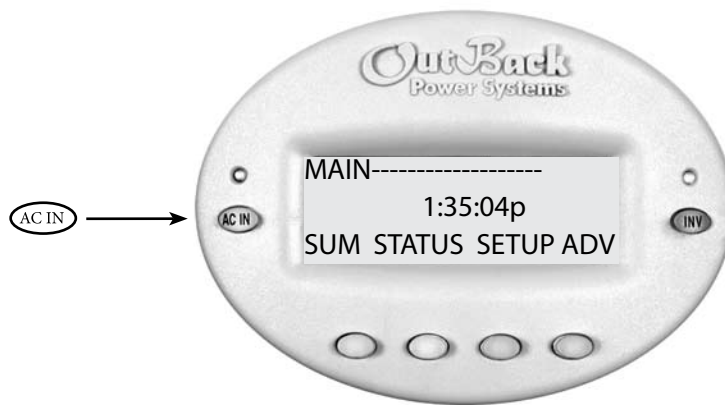 OutBack
Power Systems
MAIN-------------------
1:35:04p
SUM STATUS SETUP ADV
AC IN
AC IN
INV